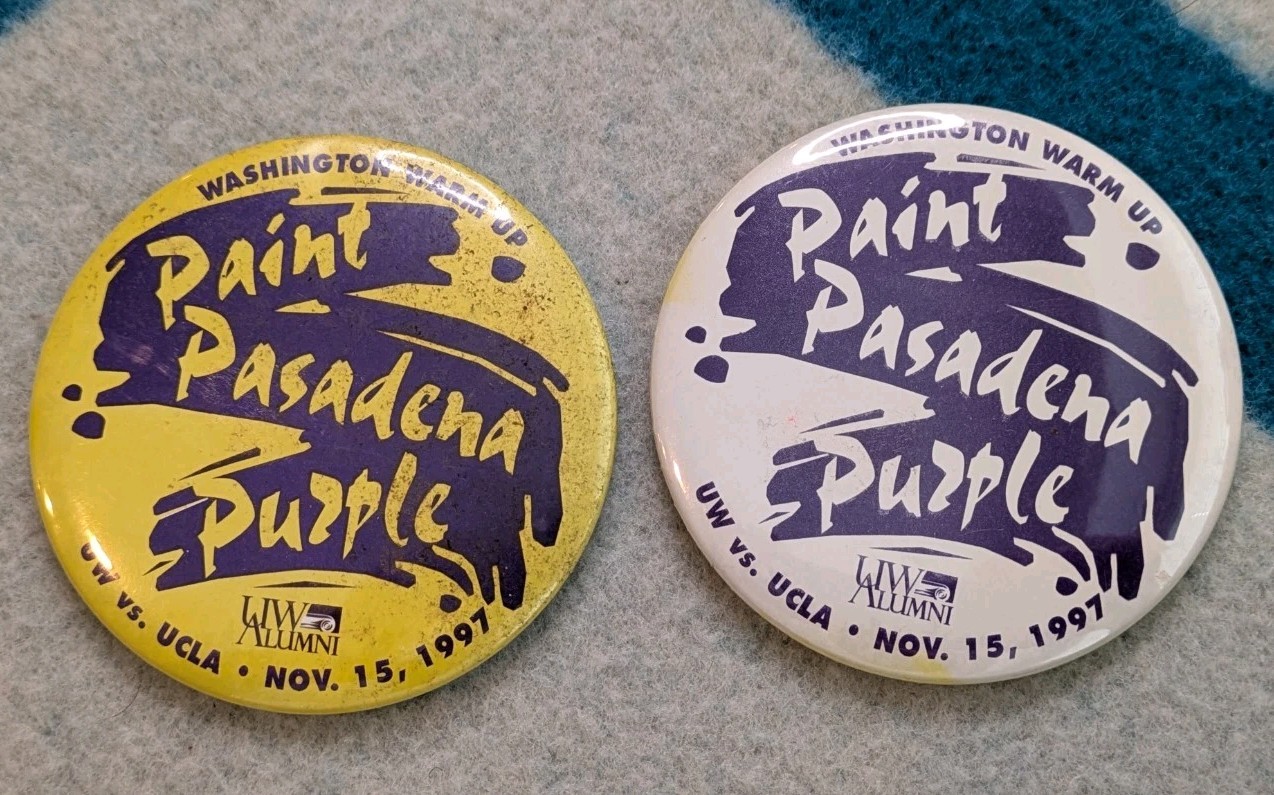 WASHINGTON WARM UP
Paint
Pasadena
Purple
UW ALUMNI
UW vs. UCLA • NOV. 15, 1997
WASHINGTON WARM UP
Paint
Pasadena
Purple
UW ALUMNI
UW vs. UCLA • NOV. 15, 1997